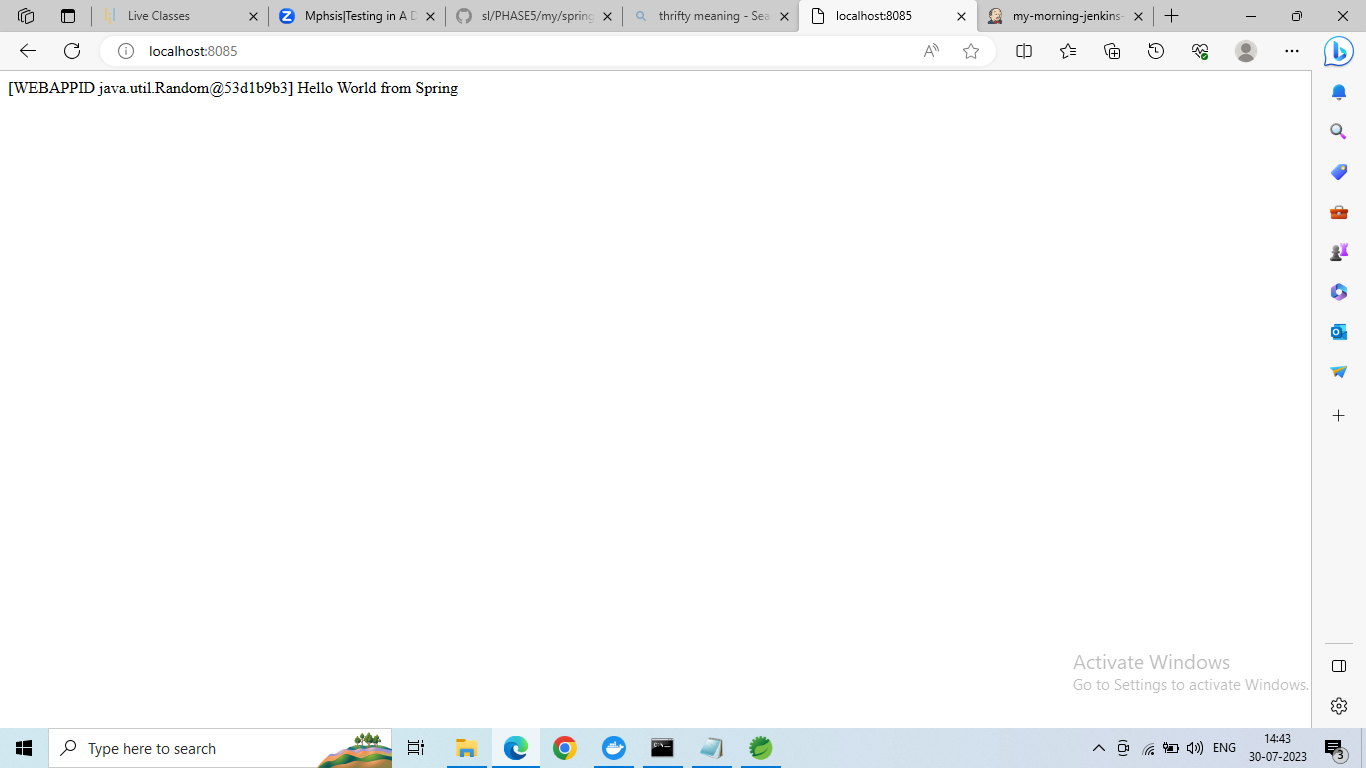 Live Classes
Mphsis|Testing in A D
sl/PHASE5/my/spring
thrifty meaning - Sea
localhost:8085
my-morning-jenkins-
localhost:8085
[WEBAPPID java.util.Random@53d1b9b3] Hello World from Spring
Activate Windows
Go to Settings to activate Windows.
Type here to search
ENG
14:43
30-07-2023
3